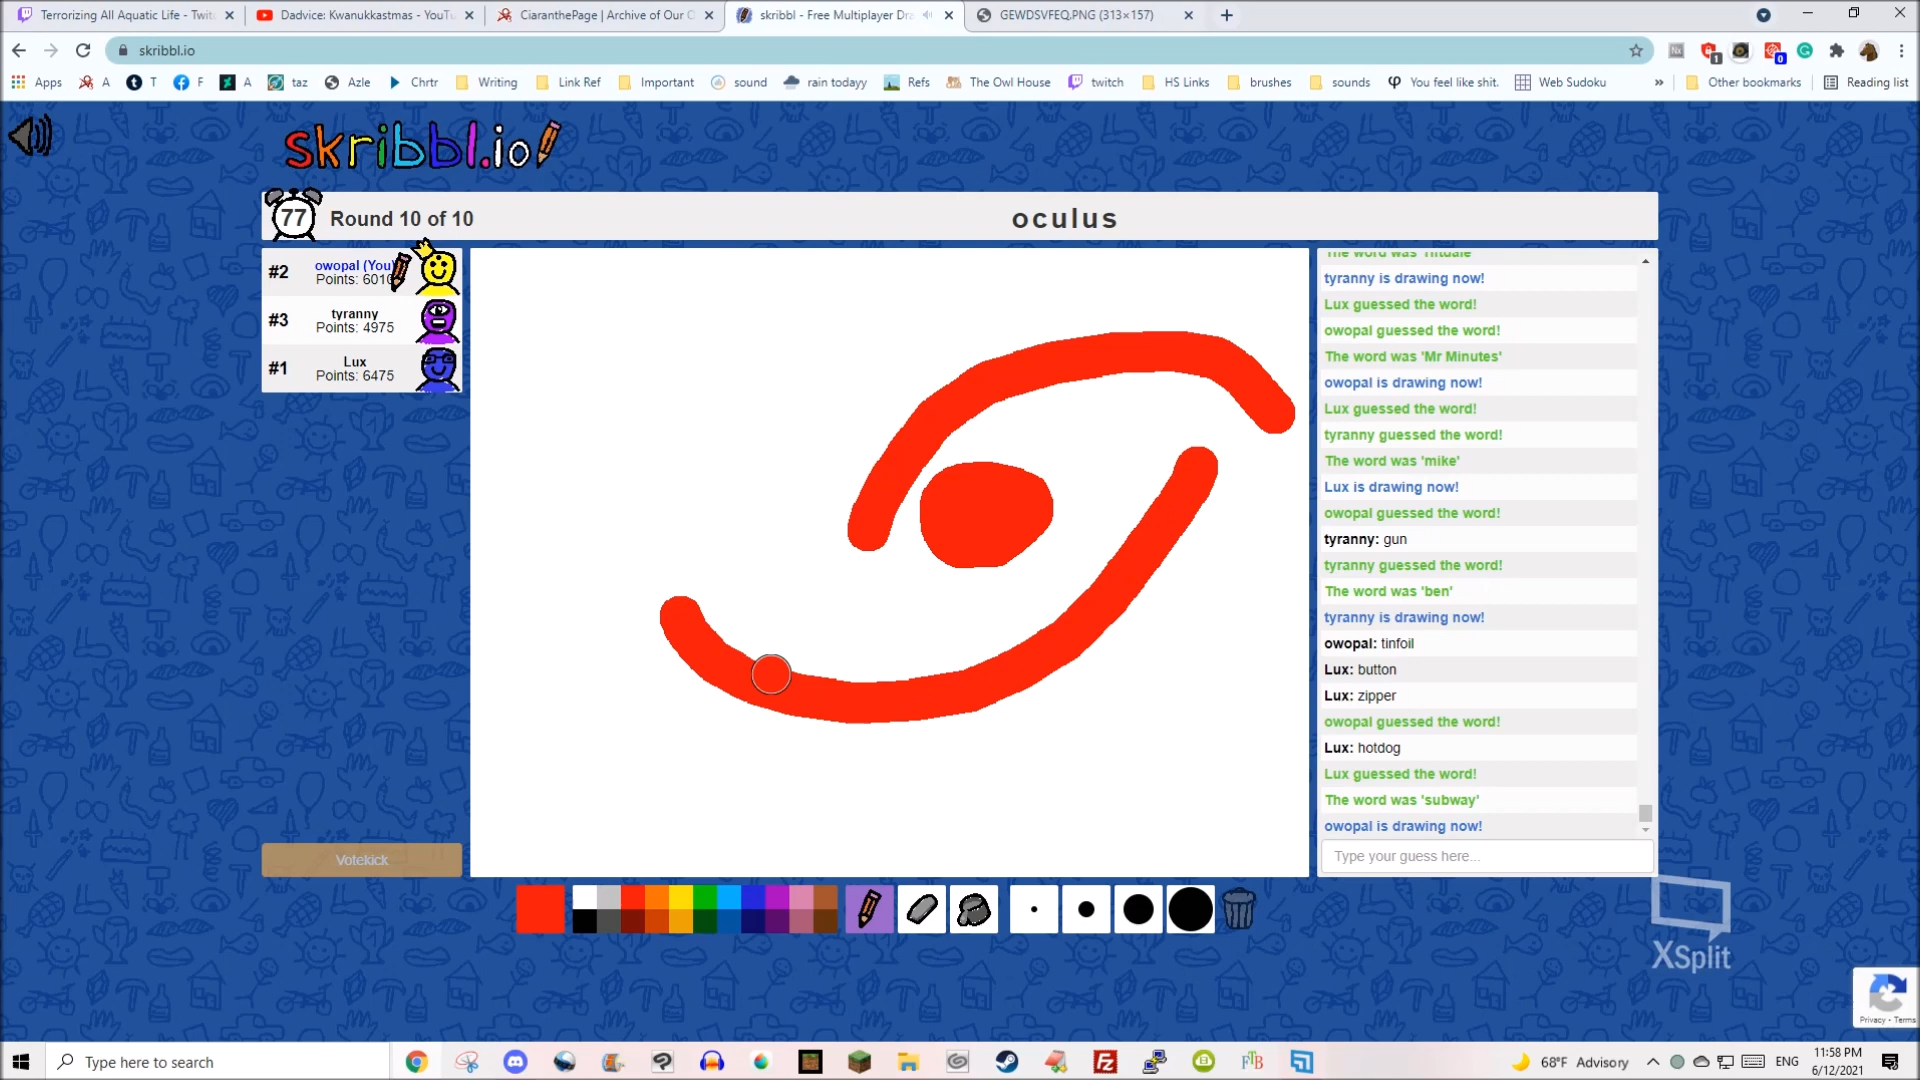 Terrorizing All Aquatic Life - Twit
Dadvice: Kwanukkastmas - YouTu
CiaranthePage | Archive of Our O
skribbl - Free Multiplayer Dra
GEWDSVFEQ.PNG (313×157)
skribbl.io
Apps
A
T
F
A
taz
Azle
Chrtr
Writing
Link Ref
Important
sound
rain todayy
Refs
The Owl House
twitch
HS Links
brushes
sounds
You feel like shit.
Web Sudoku
»
Other bookmarks
Reading list
skribbl.io
77
Round 10 of 10
oculus
#2
owopal (You)
Points: 6010
#3
tyranny
Points: 4975
#1
Lux
Points: 6475
Votekick
tyranny is drawing now!
Lux guessed the word!
owopal guessed the word!
The word was 'Mr Minutes'
owopal is drawing now!
Lux guessed the word!
tyranny guessed the word!
The word was 'mike'
Lux is drawing now!
owopal guessed the word!
tyranny: gun
tyranny guessed the word!
The word was 'ben'
tyranny is drawing now!
owopal: tinfoil
Lux: button
Lux: zipper
owopal guessed the word!
Lux: hotdog
Lux guessed the word!
The word was 'subway'
owopal is drawing now!
Type your guess here...
XSplit
Privacy - Terms
Type here to search
68°F Advisory
ENG
11:58 PM
6/12/2021